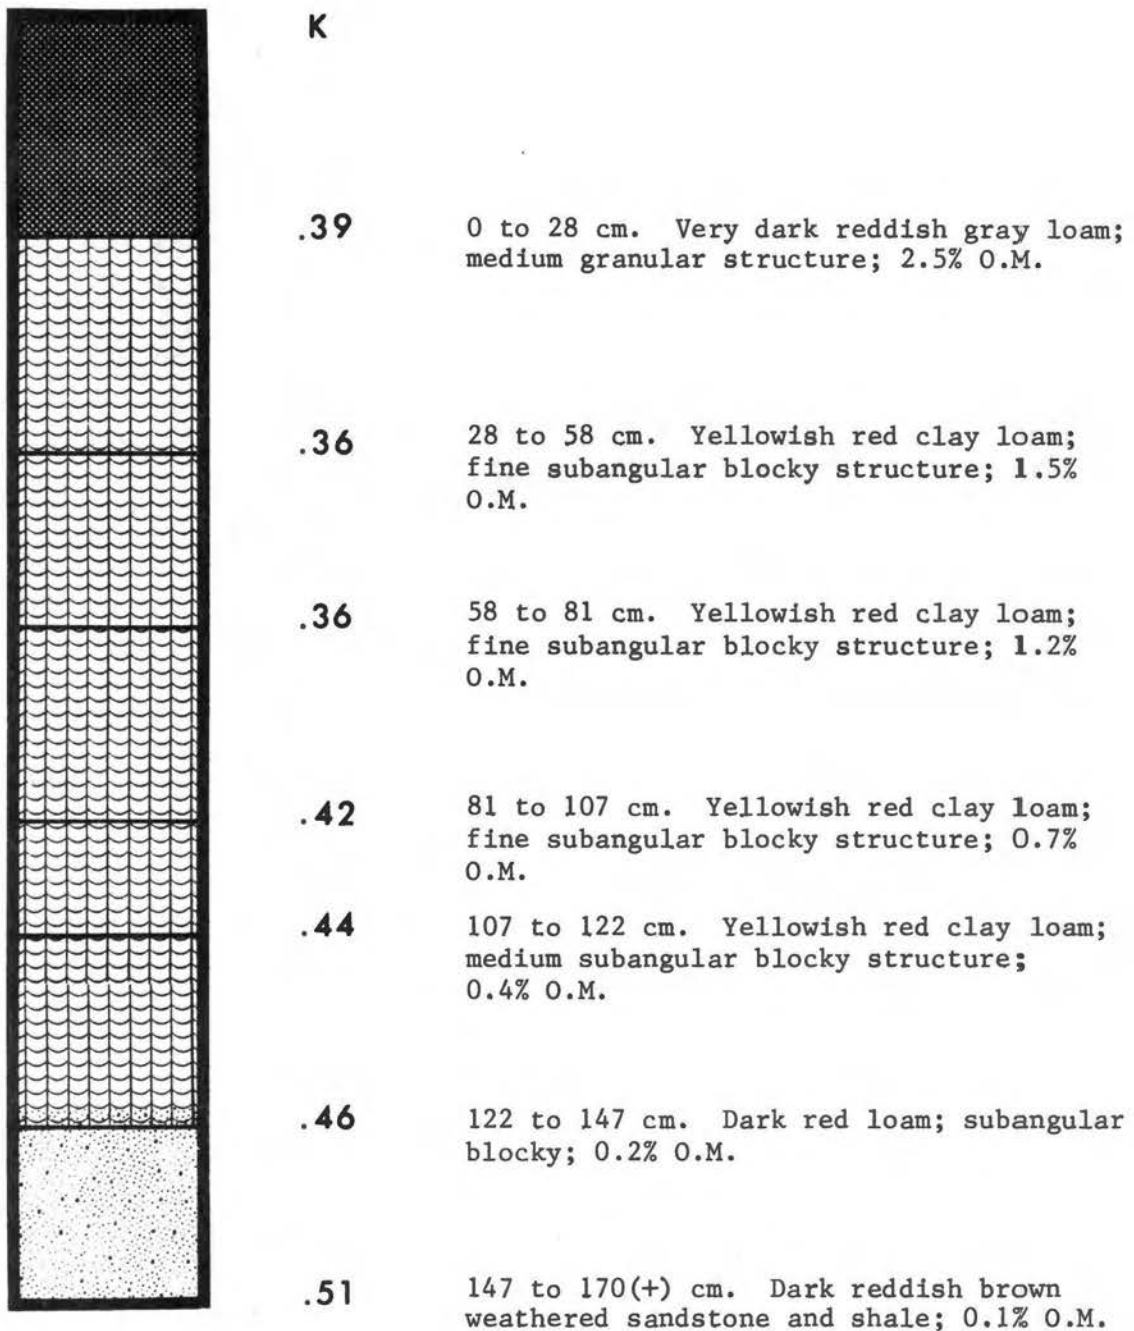 K
.39 0 to 28 cm. Very dark reddish gray loam;
medium granular structure; 2.5% O.M.
.36 28 to 58 cm. Yellowish red clay loam;
fine subangular blocky structure; 1.5%
O.M.
.36 58 to 81 cm. Yellowish red clay loam;
fine subangular blocky structure; 1.2%
O.M.
.42 81 to 107 cm. Yellowish red clay loam;
fine subangular blocky structure; 0.7%
O.M.
.44 107 to 122 cm. Yellowish red clay loam;
medium subangular blocky structure;
0.4% O.M.
.46 122 to 147 cm. Dark red loam; subangular
blocky; 0.2% O.M.
.51 147 to 170(+) cm. Dark reddish brown
weathered sandstone and shale; 0.1% O.M.